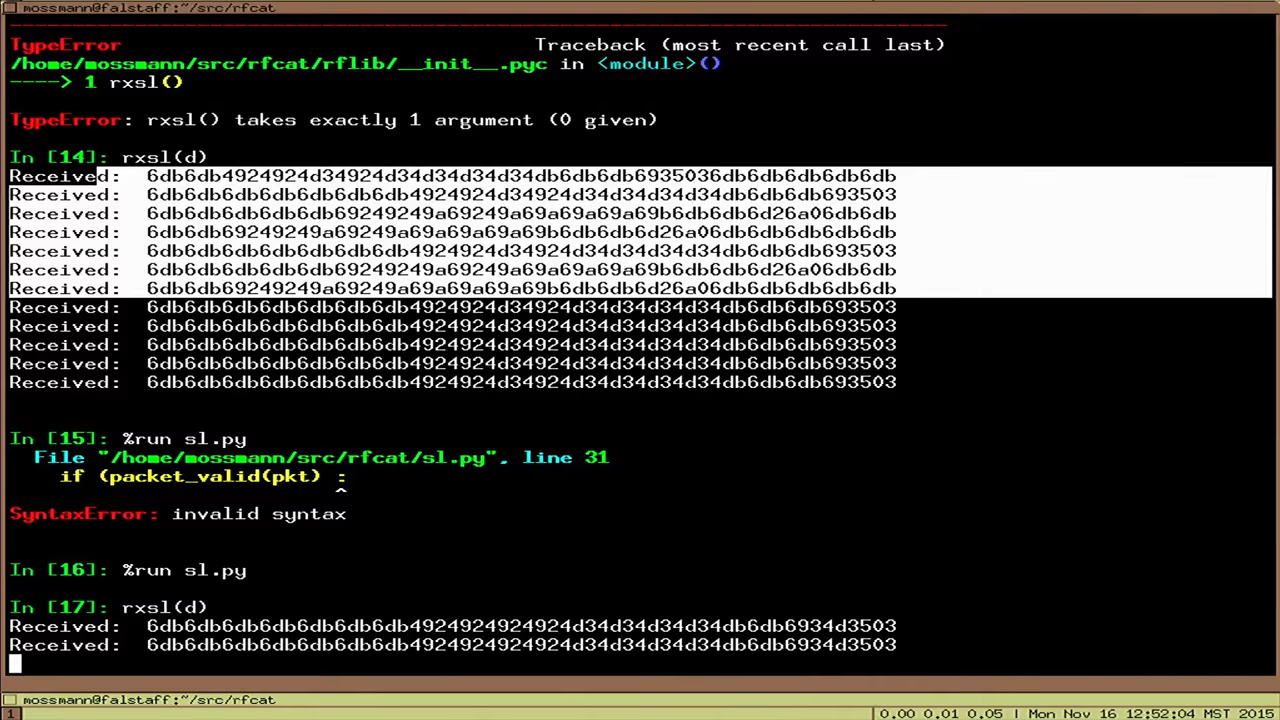 mossmann@falstaff:~/src/rfcat
TypeError Traceback (most recent call last)
/home/mossmann/src/rfcat/rflib/__init__.pyc in <module>()
----> 1 rxsl()
TypeError: rxsl() takes exactly 1 argument (0 given)
In [14]: rxsl(d)
Received: 6db6db4924924d34924d34d34d34d34db6db6db6935036db6db6db6db6db
Received: 6db6db6db6db6db6db6db4924924d34924d34d34d34d34db6db6db693503
Received: 6db6db6db6db6db69249249a69249a69a69a69a69b6db6db6d26a06db6db
Received: 6db6db69249249a69249a69a69a69a69b6db6db6d26a06db6db6db6db6db
Received: 6db6db6db6db6db6db6db4924924d34924d34d34d34d34db6db6db693503
Received: 6db6db6db6db6db69249249a69249a69a69a69a69b6db6db6d26a06db6db
Received: 6db6db69249249a69249a69a69a69a69b6db6db6d26a06db6db6db6db6db
Received: 6db6db6db6db6db6db6db4924924d34924d34d34d34d34db6db6db693503
Received: 6db6db6db6db6db6db6db4924924d34924d34d34d34d34db6db6db693503
Received: 6db6db6db6db6db6db6db4924924d34924d34d34d34d34db6db6db693503
Received: 6db6db6db6db6db6db6db4924924d34924d34d34d34d34db6db6db693503
Received: 6db6db6db6db6db6db6db4924924d34924d34d34d34d34db6db6db693503
In [15]: %run sl.py
File "/home/mossmann/src/rfcat/sl.py", line 31
if (packet_valid(pkt) :
^
SyntaxError: invalid syntax
In [16]: %run sl.py
In [17]: rxsl(d)
Received: 6db6db6db6db6db6db6db4924924924924d34d34d34db6db6db6934d3503
Received: 6db6db6db6db6db6db6db4924924924924d34d34d34db6db6db6934d3503
mossmann@falstaff:~/src/rfcat
1 0.00 0.01 0.05 | Mon Nov 16 12:52:04 MST 2015